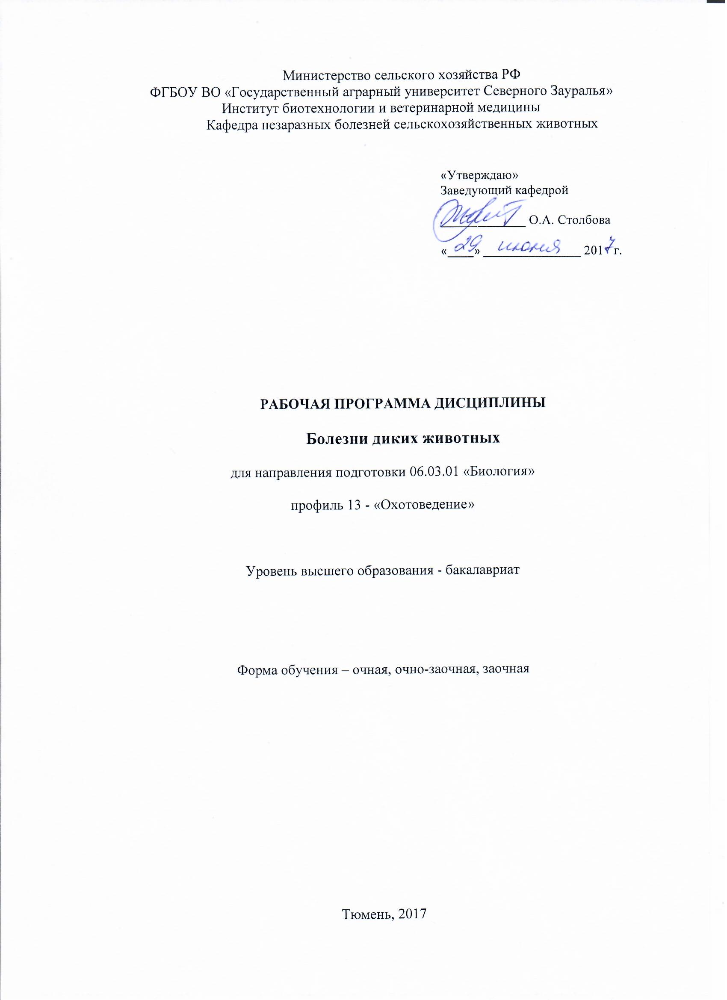 Министерство сельского хозяйства РФ
ФГБОУ ВО «Государственный аграрный университет Северного Зауралья»
Институт биотехнологии и ветеринарной медицины
Кафедра незаразных болезней сельскохозяйственных животных
«Утверждаю»
Заведующий кафедрой
О.А. Столбова
«29» июня 2017 г.
РАБОЧАЯ ПРОГРАММА ДИСЦИПЛИНЫ
Болезни диких животных
для направления подготовки 06.03.01 «Биология»
профиль 13 - «Охотоведение»
Уровень высшего образования - бакалавриат
Форма обучения – очная, очно-заочная, заочная
Тюмень, 2017